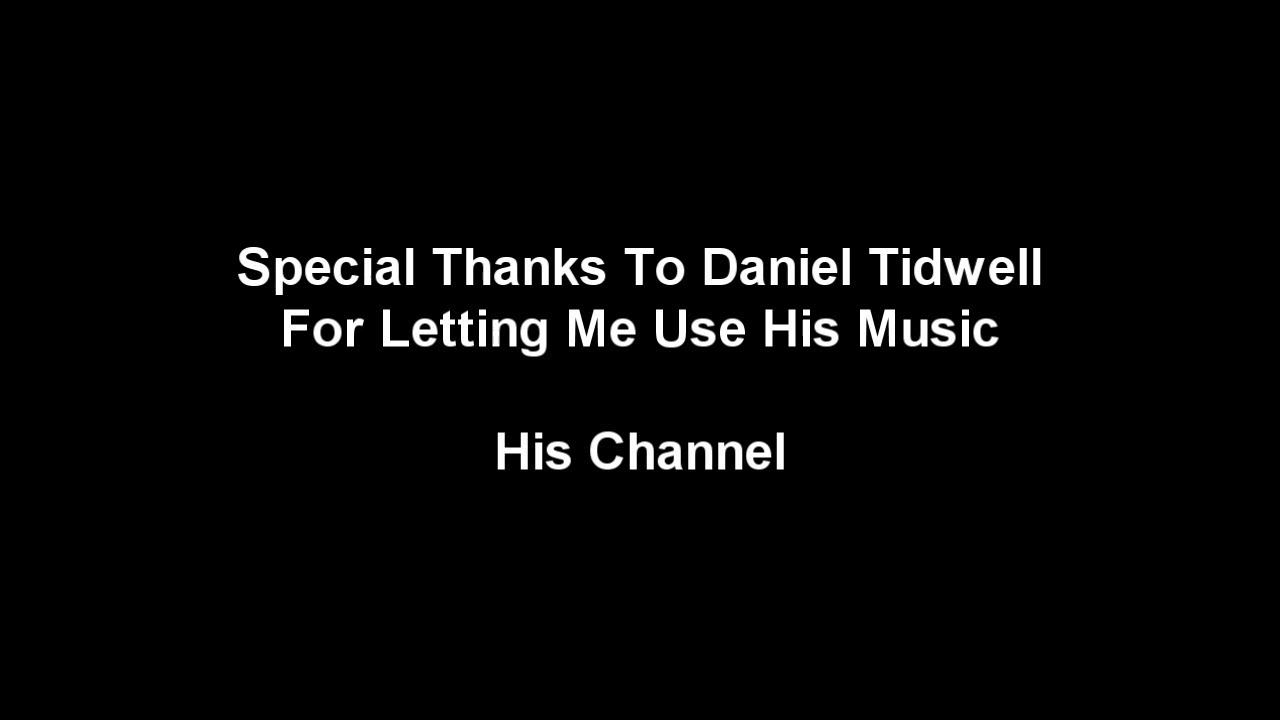 Special Thanks To Daniel Tidwell
For Letting Me Use His Music
His Channel